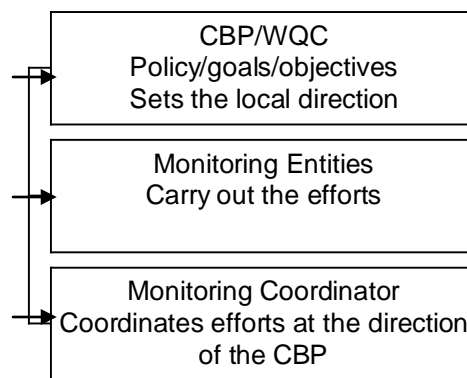 CBP/WQC
Policy/goals/objectives
Sets the local direction
Monitoring Entities
Carry out the efforts
Monitoring Coordinator
Coordinates efforts at the direction
of the CBP